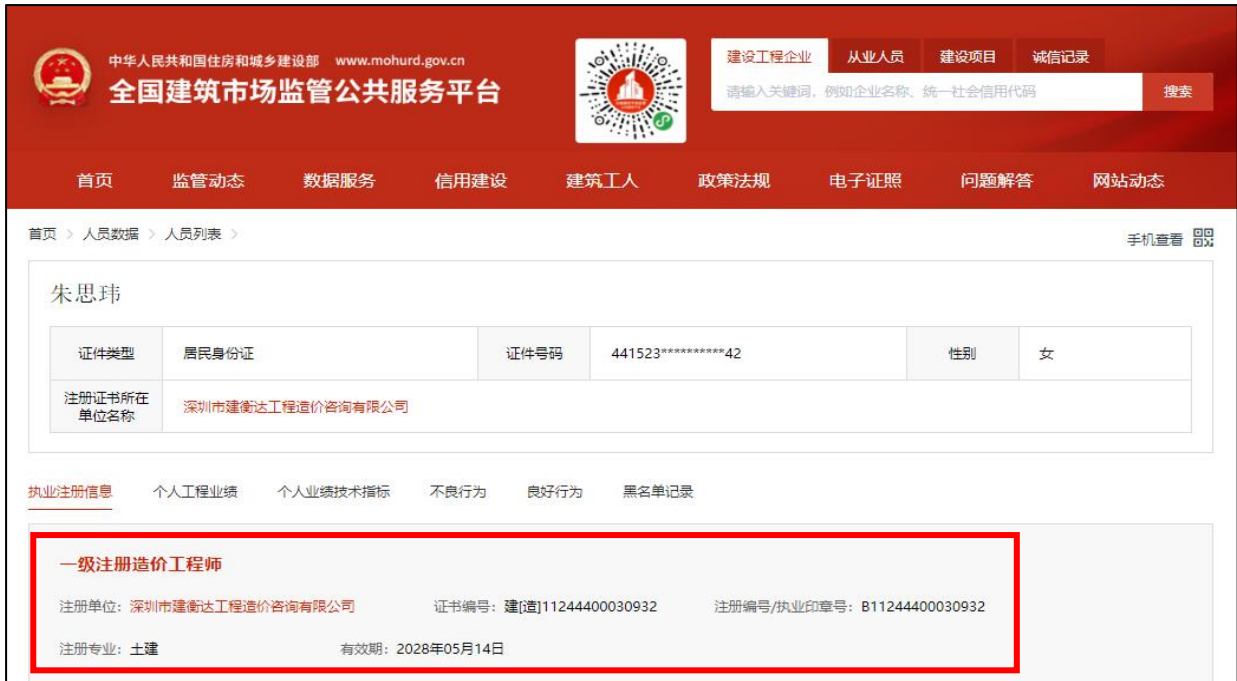 中华人民共和国住房和城乡建设部 www.mohurd.gov.cn
全国建筑市场监管公共服务平台
建设工程企业 从业人员 建设项目 诚信记录
请输入关键词，例如企业名称、统一社会信用代码 搜索
首页 监管动态 数据服务 信用建设 建筑工人 政策法规 电子证照 问题解答 网站动态
首页 > 人员数据 > 人员列表 >
手机查看
朱思玮
证件类型 居民身份证 证件号码 441523**********42 性别 女
注册证书所在
单位名称
深圳市建衡达工程造价咨询有限公司
执业注册信息 个人工程业绩 个人业绩技术指标 不良行为 良好行为 黑名单记录
一级注册造价工程师
注册单位：深圳市建衡达工程造价咨询有限公司 证书编号：建[造]11244400030932 注册编号/执业印章号：B11244400030932
注册专业：土建 有效期：2028年05月14日